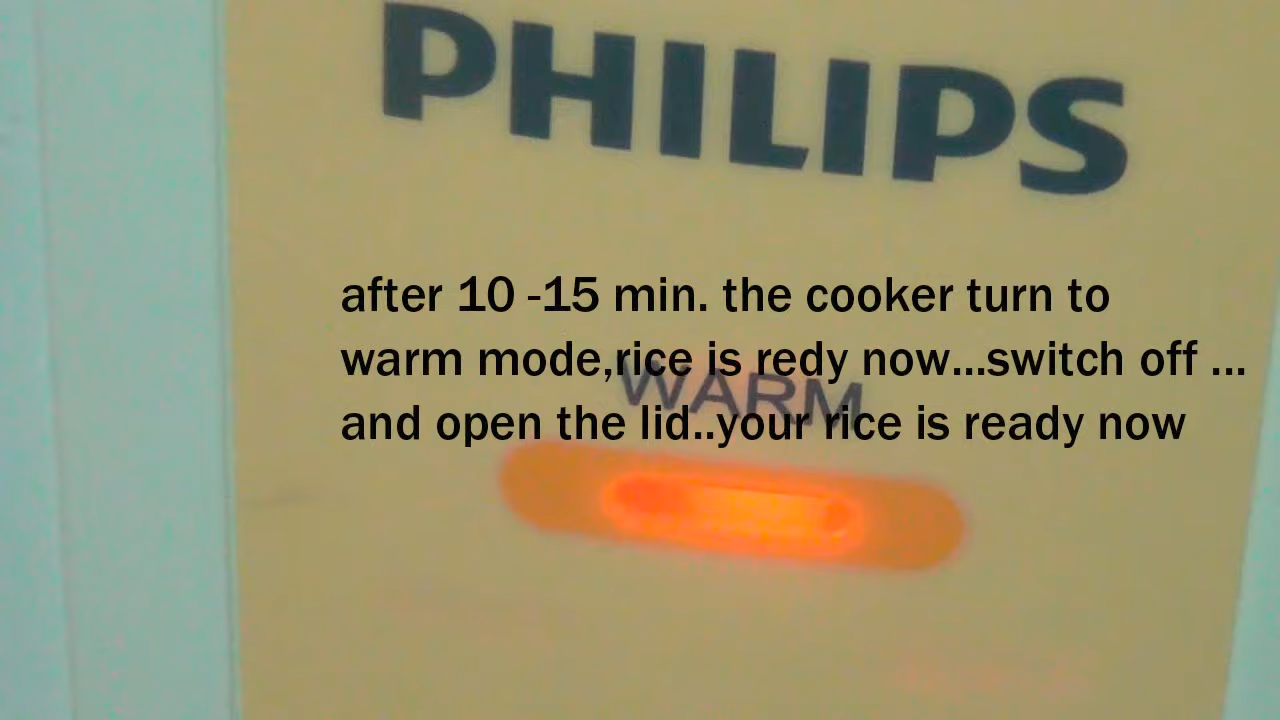 PHILIPS
after 10 -15 min. the cooker turn to
warm mode,rice is redy now...switch off ...
WARM
and open the lid..your rice is ready now